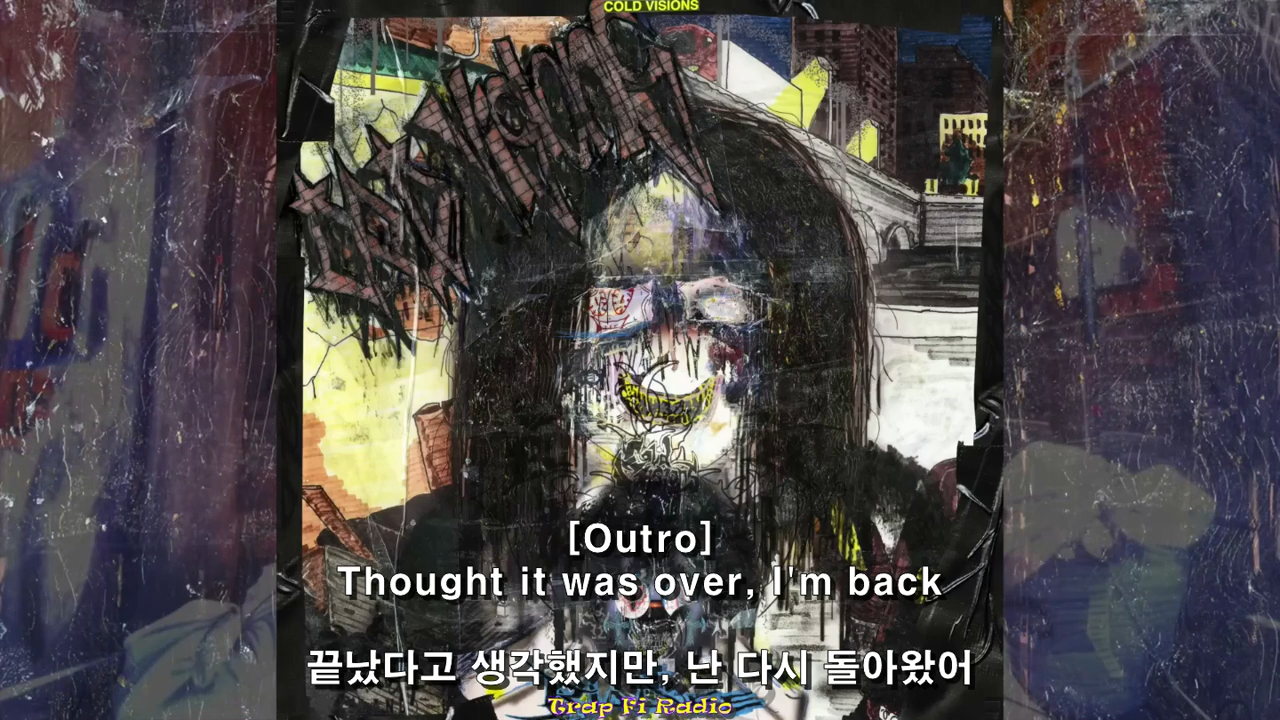 COLD VISIONS
[Outro]
Thought it was over, I'm back
끝났다고 생각했지만, 난 다시 돌아왔어
Trap Fi Radio